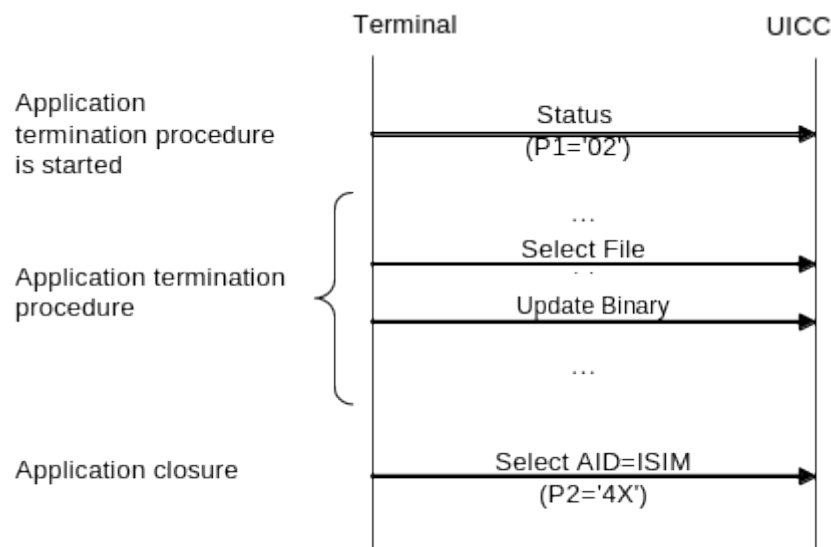 Terminal
UICC
Application
termination procedure
is started
Status
(P1='02')
...
Select File
. .
Application termination
procedure
Update Binary
...
Application closure
Select AID=ISIM
(P2='4X')